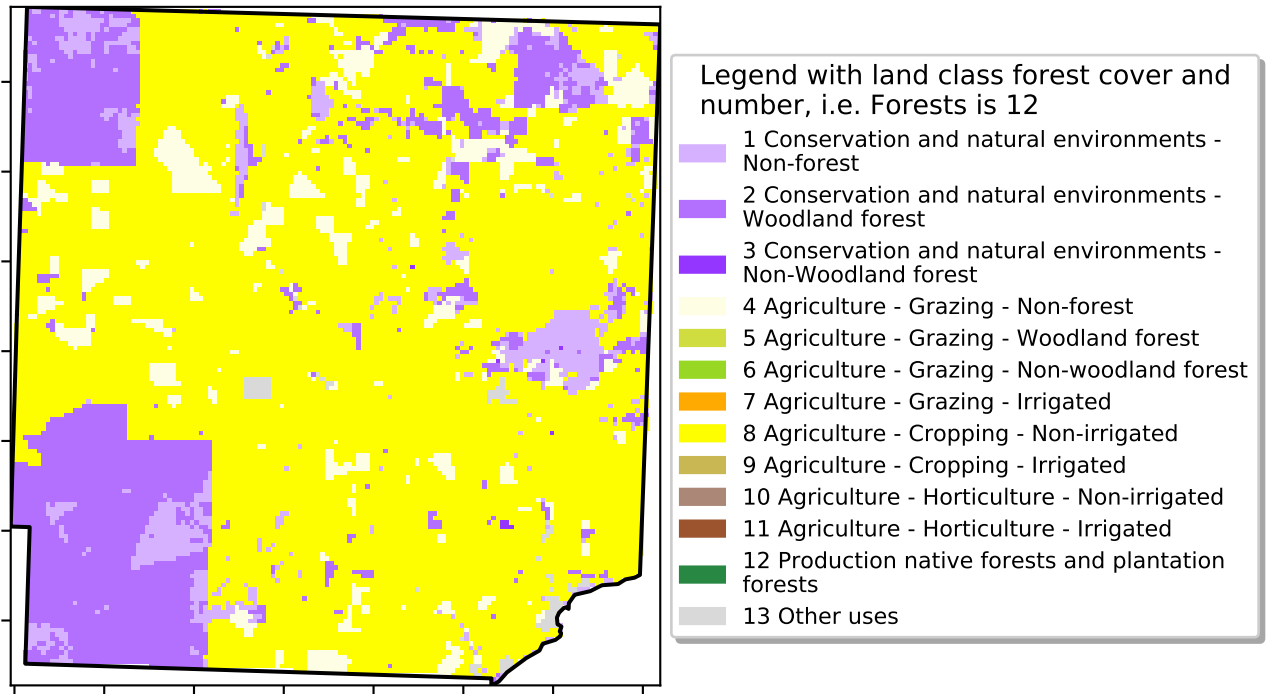 Legend with land class forest cover and
number, i.e. Forests is 12
1 Conservation and natural environments -
Non-forest
2 Conservation and natural environments -
Woodland forest
3 Conservation and natural environments -
Non-Woodland forest
4 Agriculture - Grazing - Non-forest
5 Agriculture - Grazing - Woodland forest
6 Agriculture - Grazing - Non-woodland forest
7 Agriculture - Grazing - Irrigated
8 Agriculture - Cropping - Non-irrigated
9 Agriculture - Cropping - Irrigated
10 Agriculture - Horticulture - Non-irrigated
11 Agriculture - Horticulture - Irrigated
12 Production native forests and plantation
forests
13 Other uses